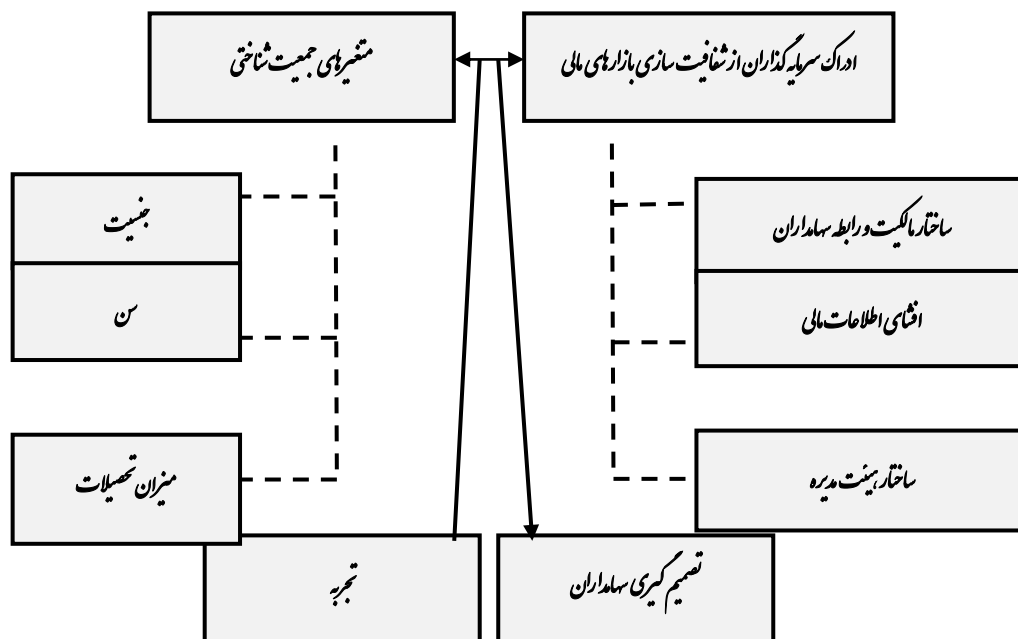 ادراک سرمایه گذاران از شفافیت سازی بازارهای مالی
متغیرهای جمعیت شناختی
ساختار مالکیت و رابطه سهامداران
افشای اطلاعات مالی
ساختار هیئت مدیره
جنسیت
سن
میزان تحصیلات
تصمیم گیری سهامداران
تجربه